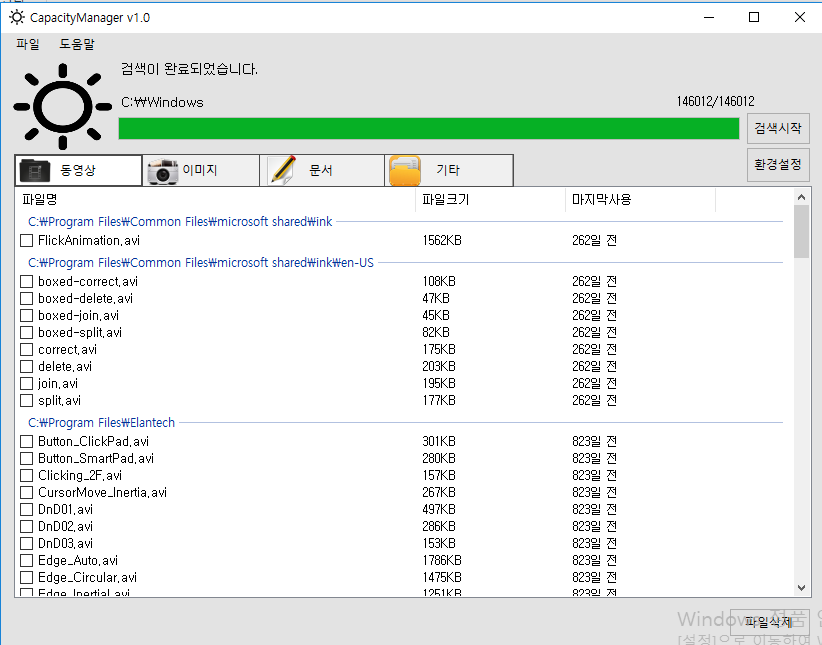 CapacityManager v1.0
파일 도움말
검색이 완료되었습니다.
C:₩Windows 146012/146012
검색시작
환경설정
동영상 이미지 문서 기타
파일명 파일크기 마지막사용
C:₩Program Files₩Common Files₩microsoft shared₩ink
FlickAnimation.avi 1562KB 262일 전
C:₩Program Files₩Common Files₩microsoft shared₩ink₩en-US
boxed-correct.avi 108KB 262일 전
boxed-delete.avi 47KB 262일 전
boxed-join.avi 45KB 262일 전
boxed-split.avi 82KB 262일 전
correct.avi 175KB 262일 전
delete.avi 203KB 262일 전
join.avi 195KB 262일 전
split.avi 177KB 262일 전
C:₩Program Files₩Elantech
Button_ClickPad.avi 301KB 823일 전
Button_SmartPad.avi 280KB 823일 전
Clicking_2F.avi 157KB 823일 전
CursorMove_Inertia.avi 267KB 823일 전
DnD01.avi 497KB 823일 전
DnD02.avi 286KB 823일 전
DnD03.avi 153KB 823일 전
Edge_Auto.avi 1786KB 823일 전
Edge_Circular.avi 1475KB 823일 전
Edge_Inertial.avi 1251KB 823일 전
Windows 정품
파일삭제
[설정]으로 이동하여